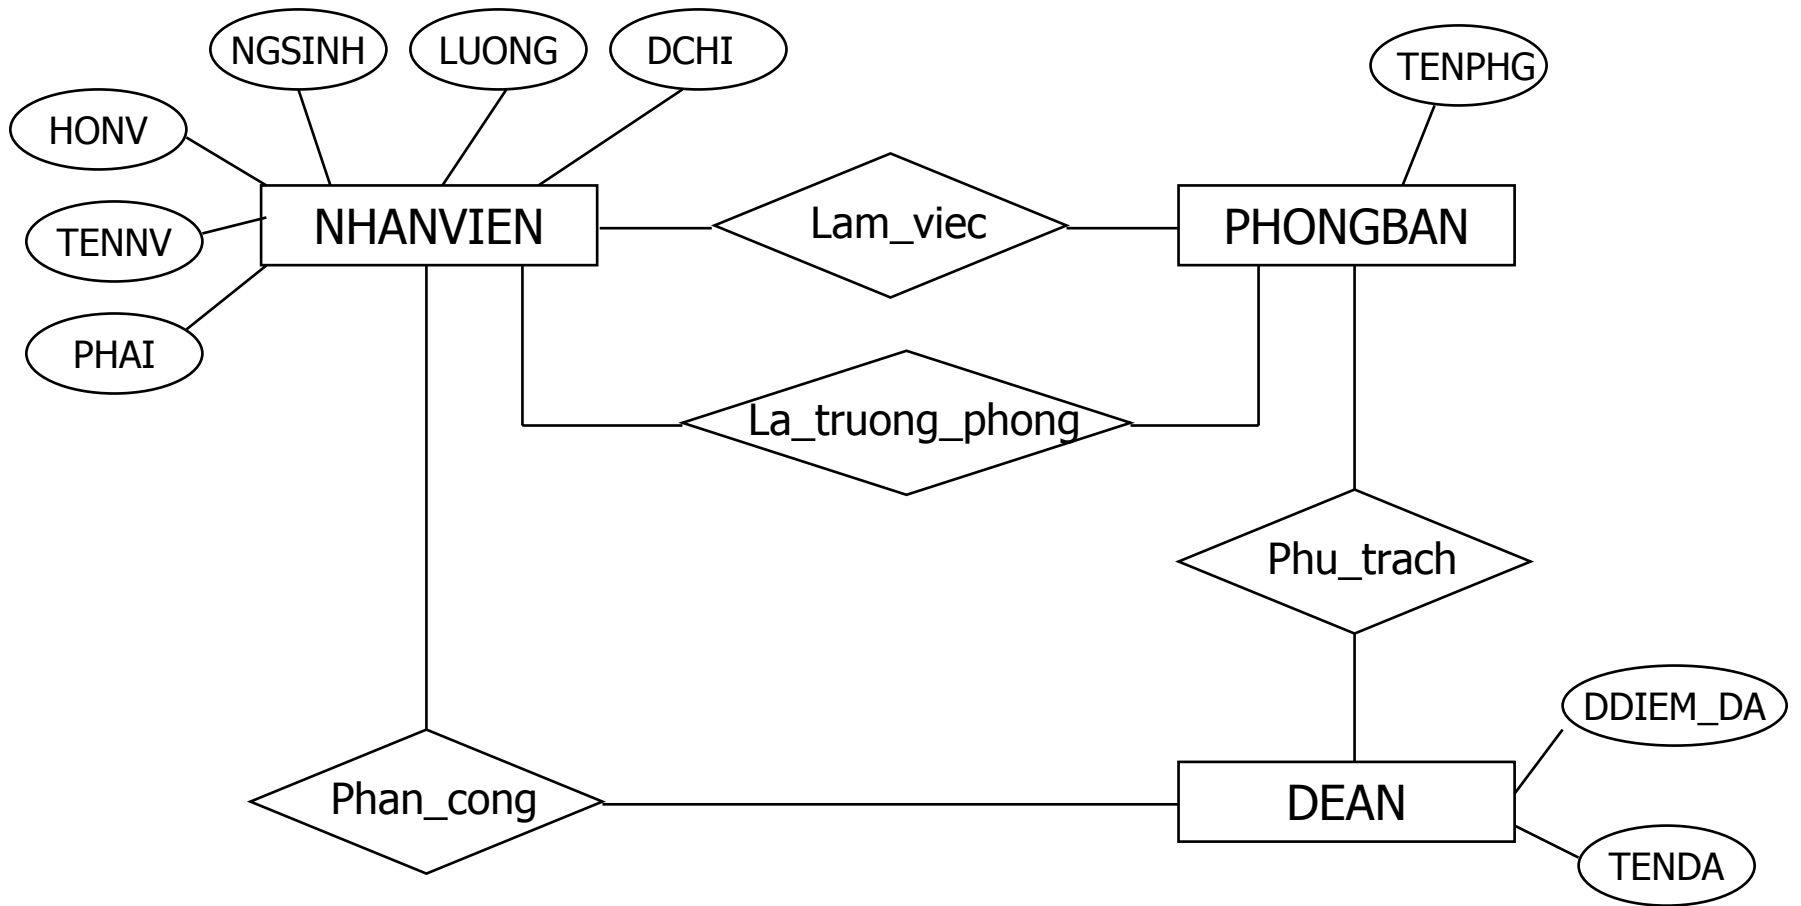 NGSINH
LUONG
DCHI
TENPHG
HONV
NHANVIEN
Lam_viec
PHONGBAN
TENNV
PHAI
La_truong_phong
Phu_trach
DDIEM_DA
Phan_cong
DEAN
TENDA